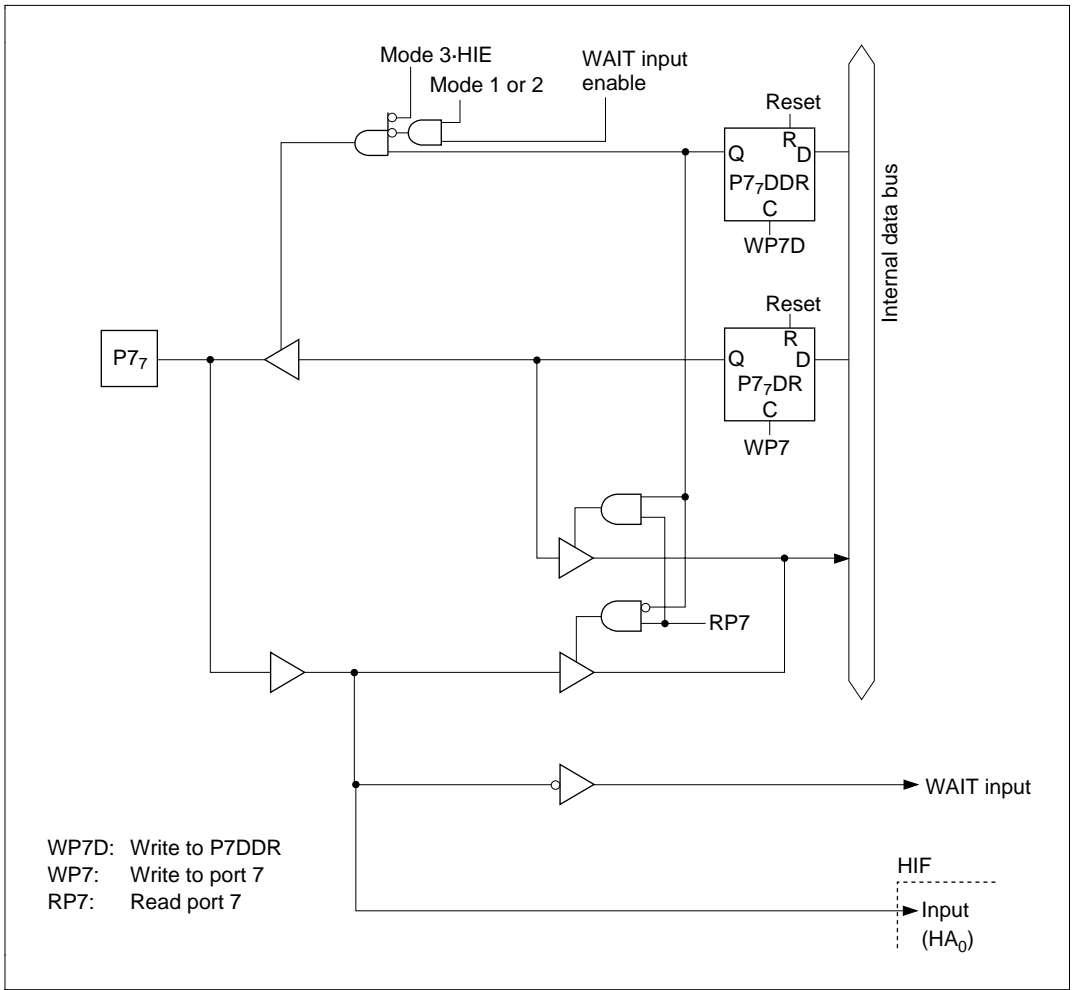 Mode 3·HIE
Mode 1 or 2
WAIT input
enable
Reset
R
Q
D
P7₇DDR
C
WP7D
Internal data bus
Reset
R
Q
D
P7₇DR
C
WP7
P7₇
RP7
WAIT input
WP7D: Write to P7DDR
WP7: Write to port 7
RP7: Read port 7
HIF
Input
(HA₀)